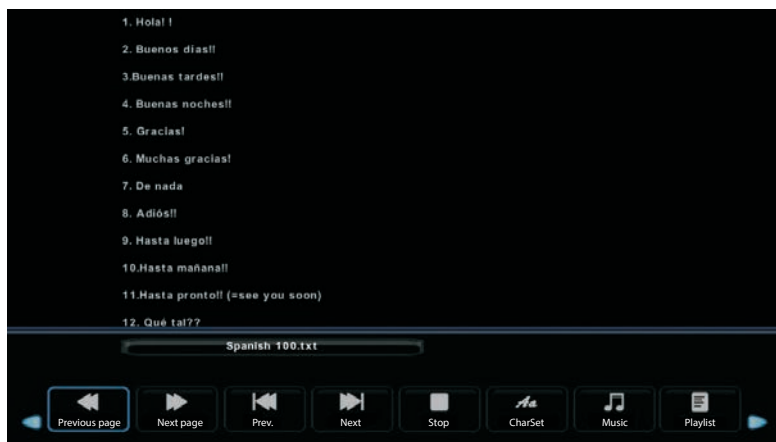 1. Hola! !
2. Buenos días!!
3.Buenas tardes!!
4. Buenas noches!!
5. Gracias!
6. Muchas gracias!
7. De nada
8. Adiós!!
9. Hasta luego!!
10.Hasta mañana!!
11.Hasta pronto!! (=see you soon)
12. Qué tal??
Spanish 100.txt
Previous page Next page Prev. Next Stop Aa CharSet Music Playlist